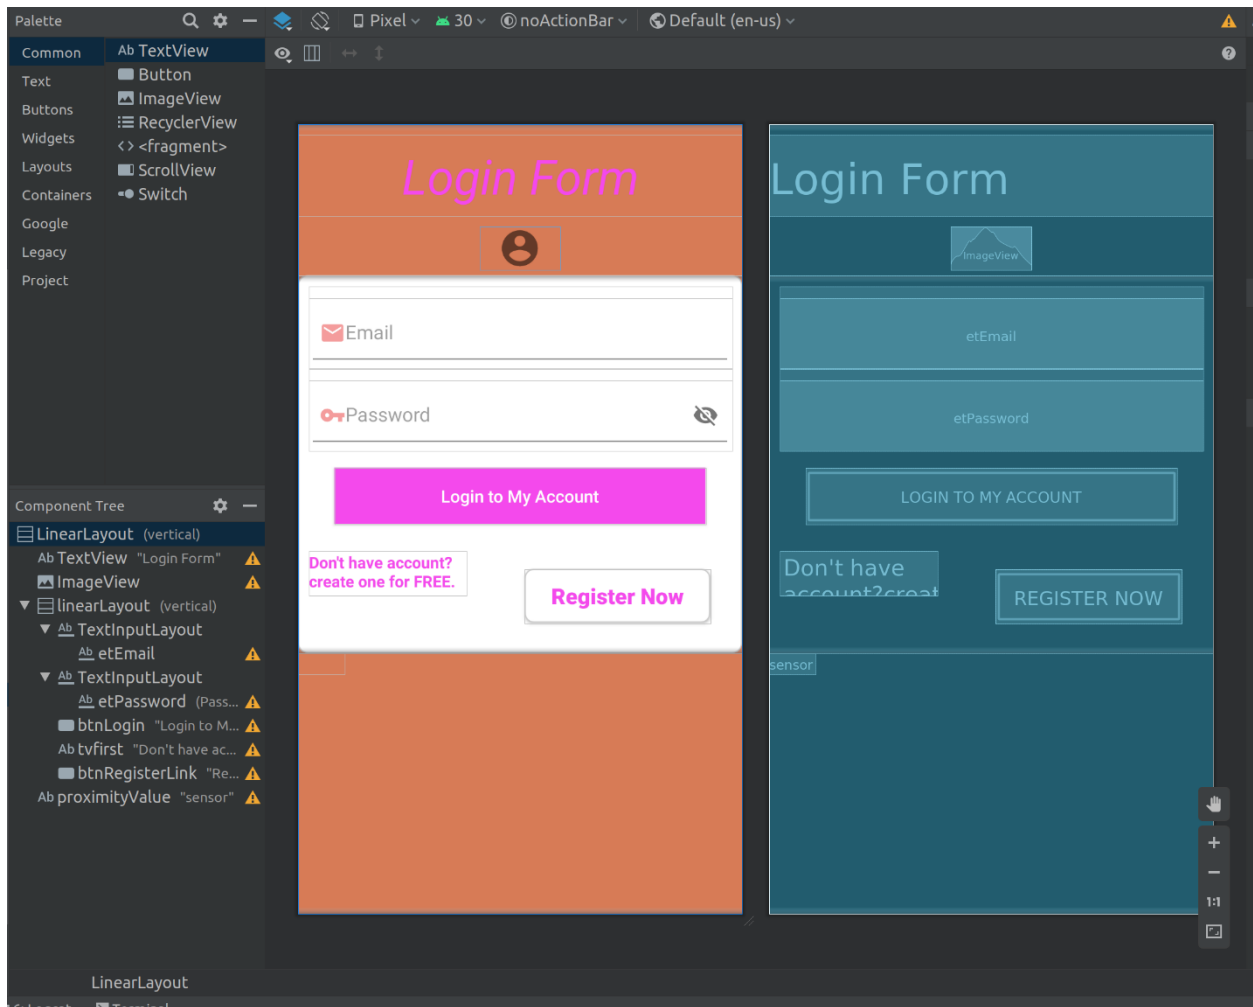 Palette
Pixel 30 noActionBar Default (en-us)
Common
Text
Buttons
Widgets
Layouts
Containers
Google
Legacy
Project
Ab TextView
Button
ImageView
RecyclerView
<> <fragment>
ScrollView
Switch
Component Tree
LinearLayout (vertical)
Ab TextView "Login Form"
ImageView
linearLayout (vertical)
Ab TextInputLayout
Ab etEmail
Ab TextInputLayout
Ab etPassword (Pass...
btnLogin "Login to M...
Ab tvfirst "Don't have ac...
btnRegisterLink "Re...
Ab proximityValue "sensor"
Login Form
Email
Password
Login to My Account
Don't have account?
create one for FREE.
Register Now
Login Form
ImageView
etEmail
etPassword
LOGIN TO MY ACCOUNT
Don't have
account?creat
REGISTER NOW
sensor
1:1
LinearLayout
Terminal